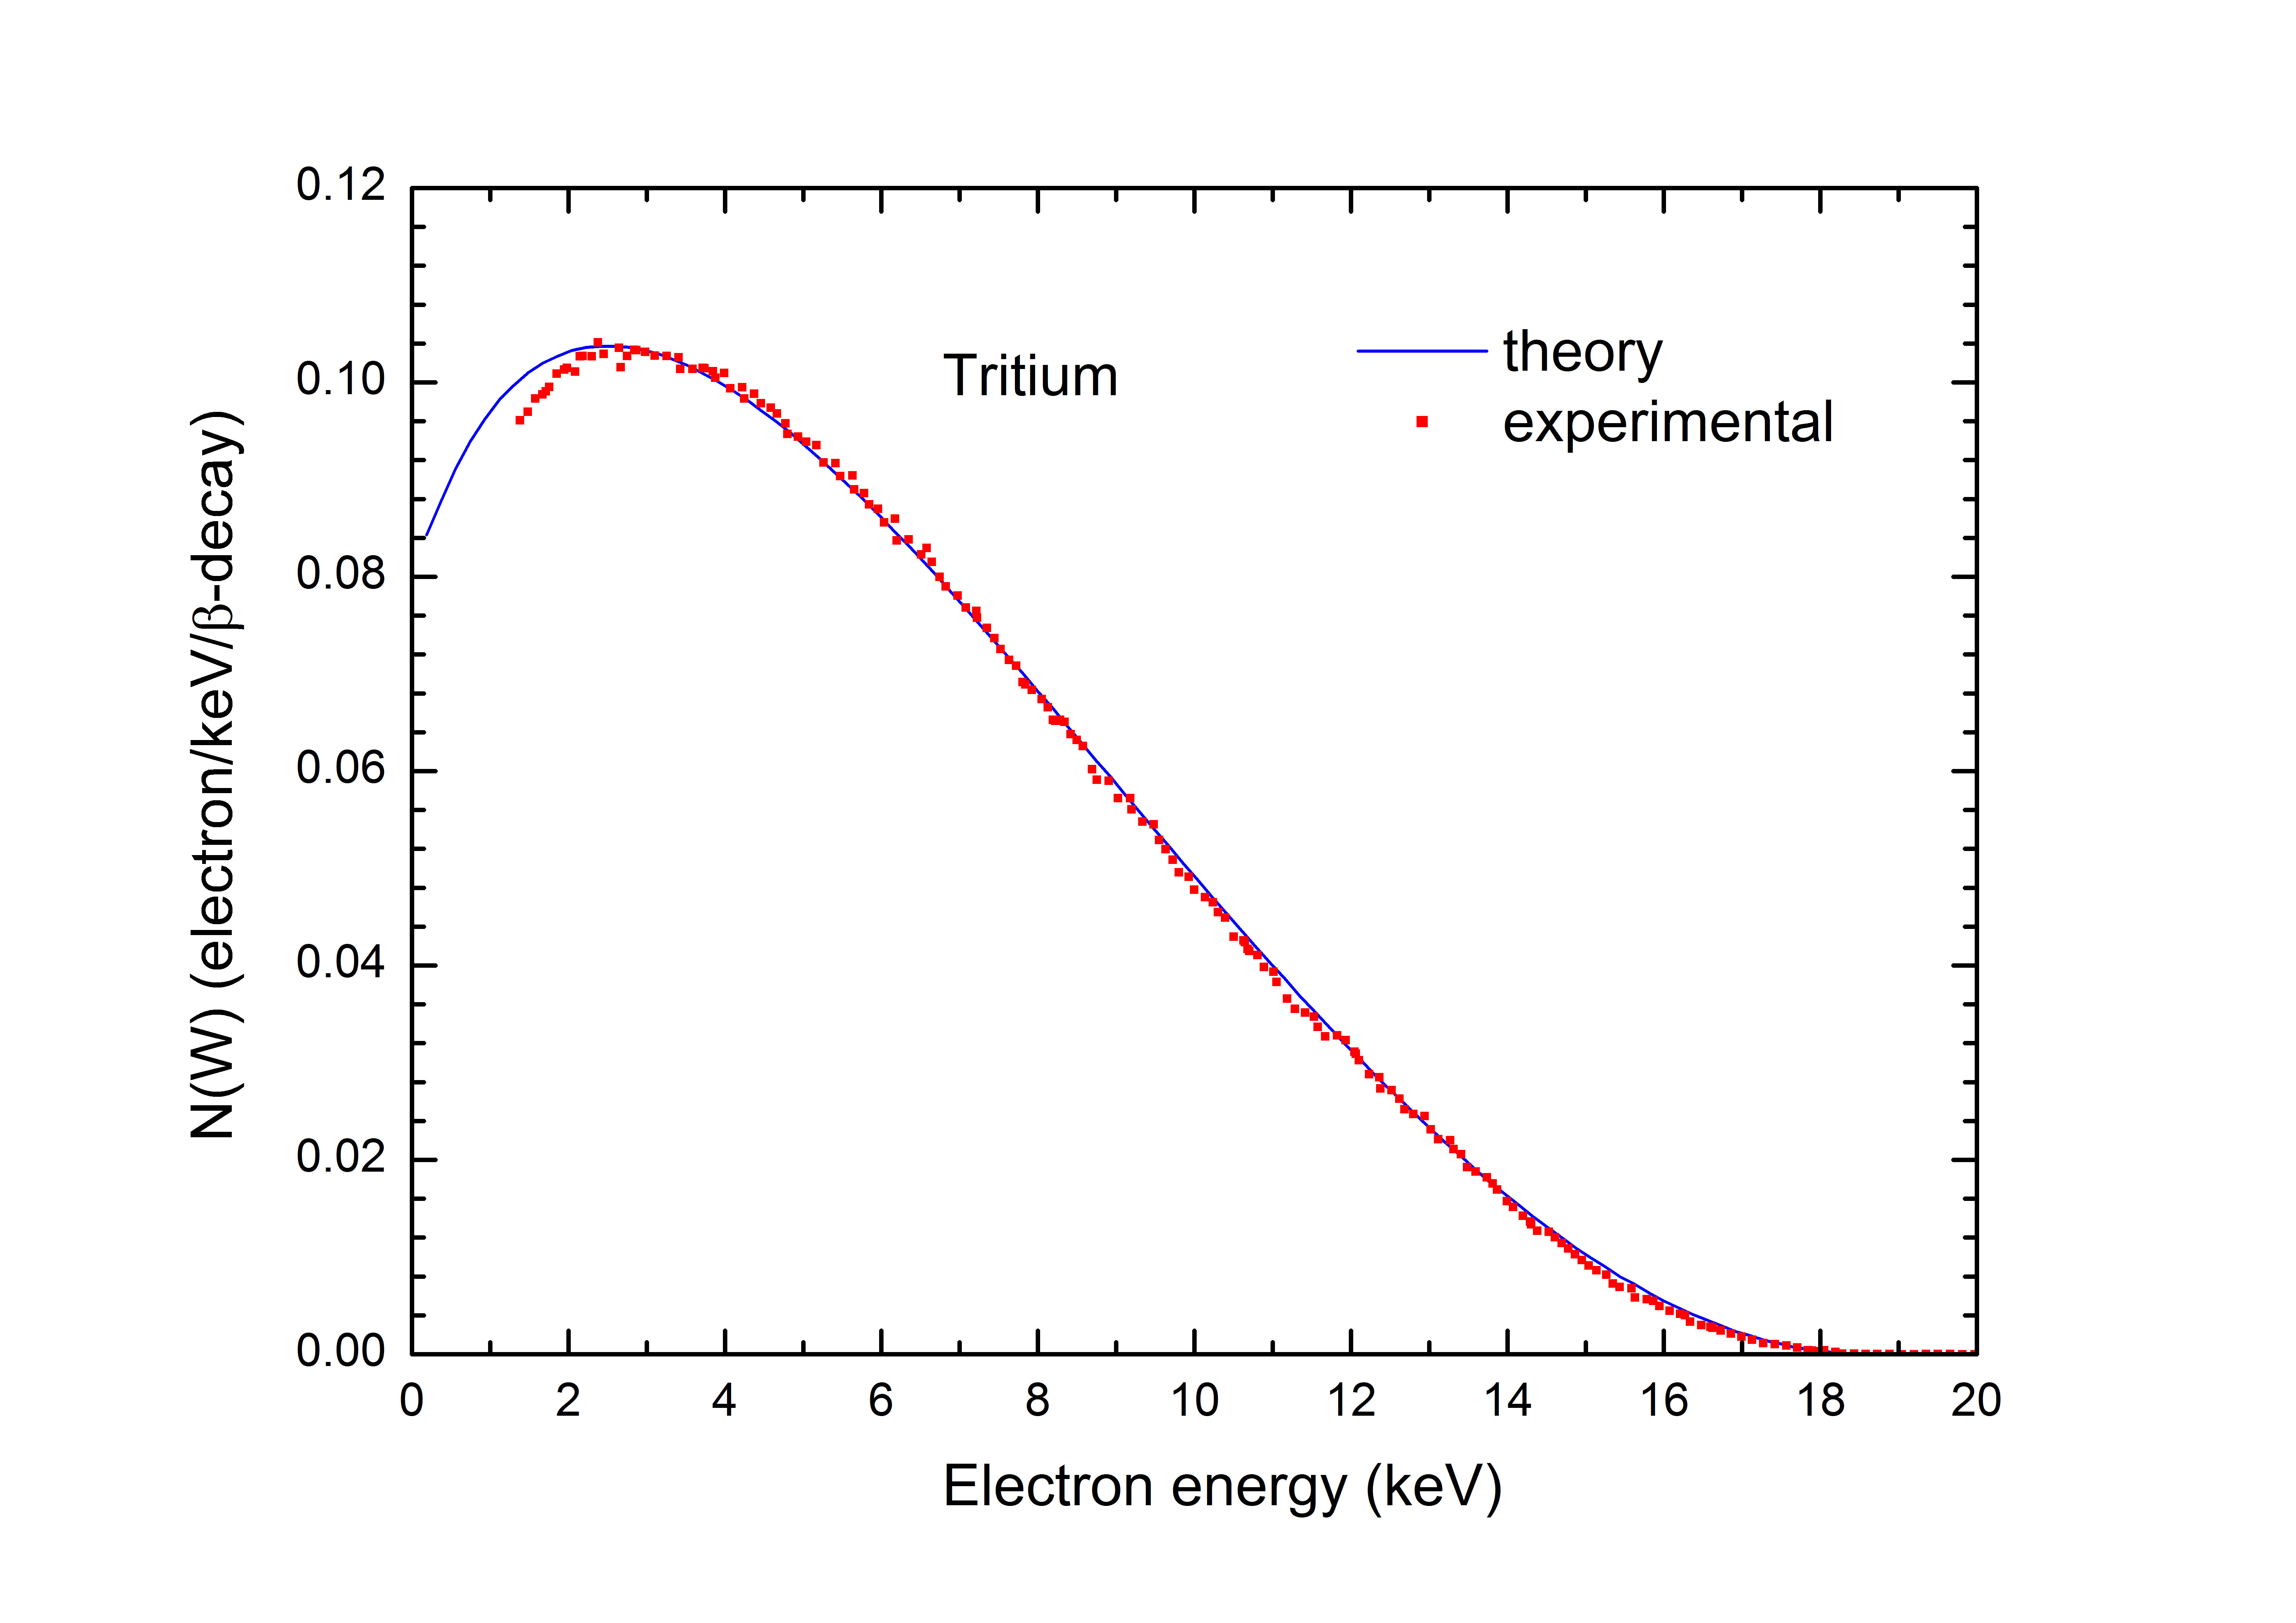 0.12
0.10
0.08
0.06
0.04
0.02
0.00
N(W) (electron/keV/β-decay)
Tritium
theory
experimental
0 2 4 6 8 10 12 14 16 18 20
Electron energy (keV)